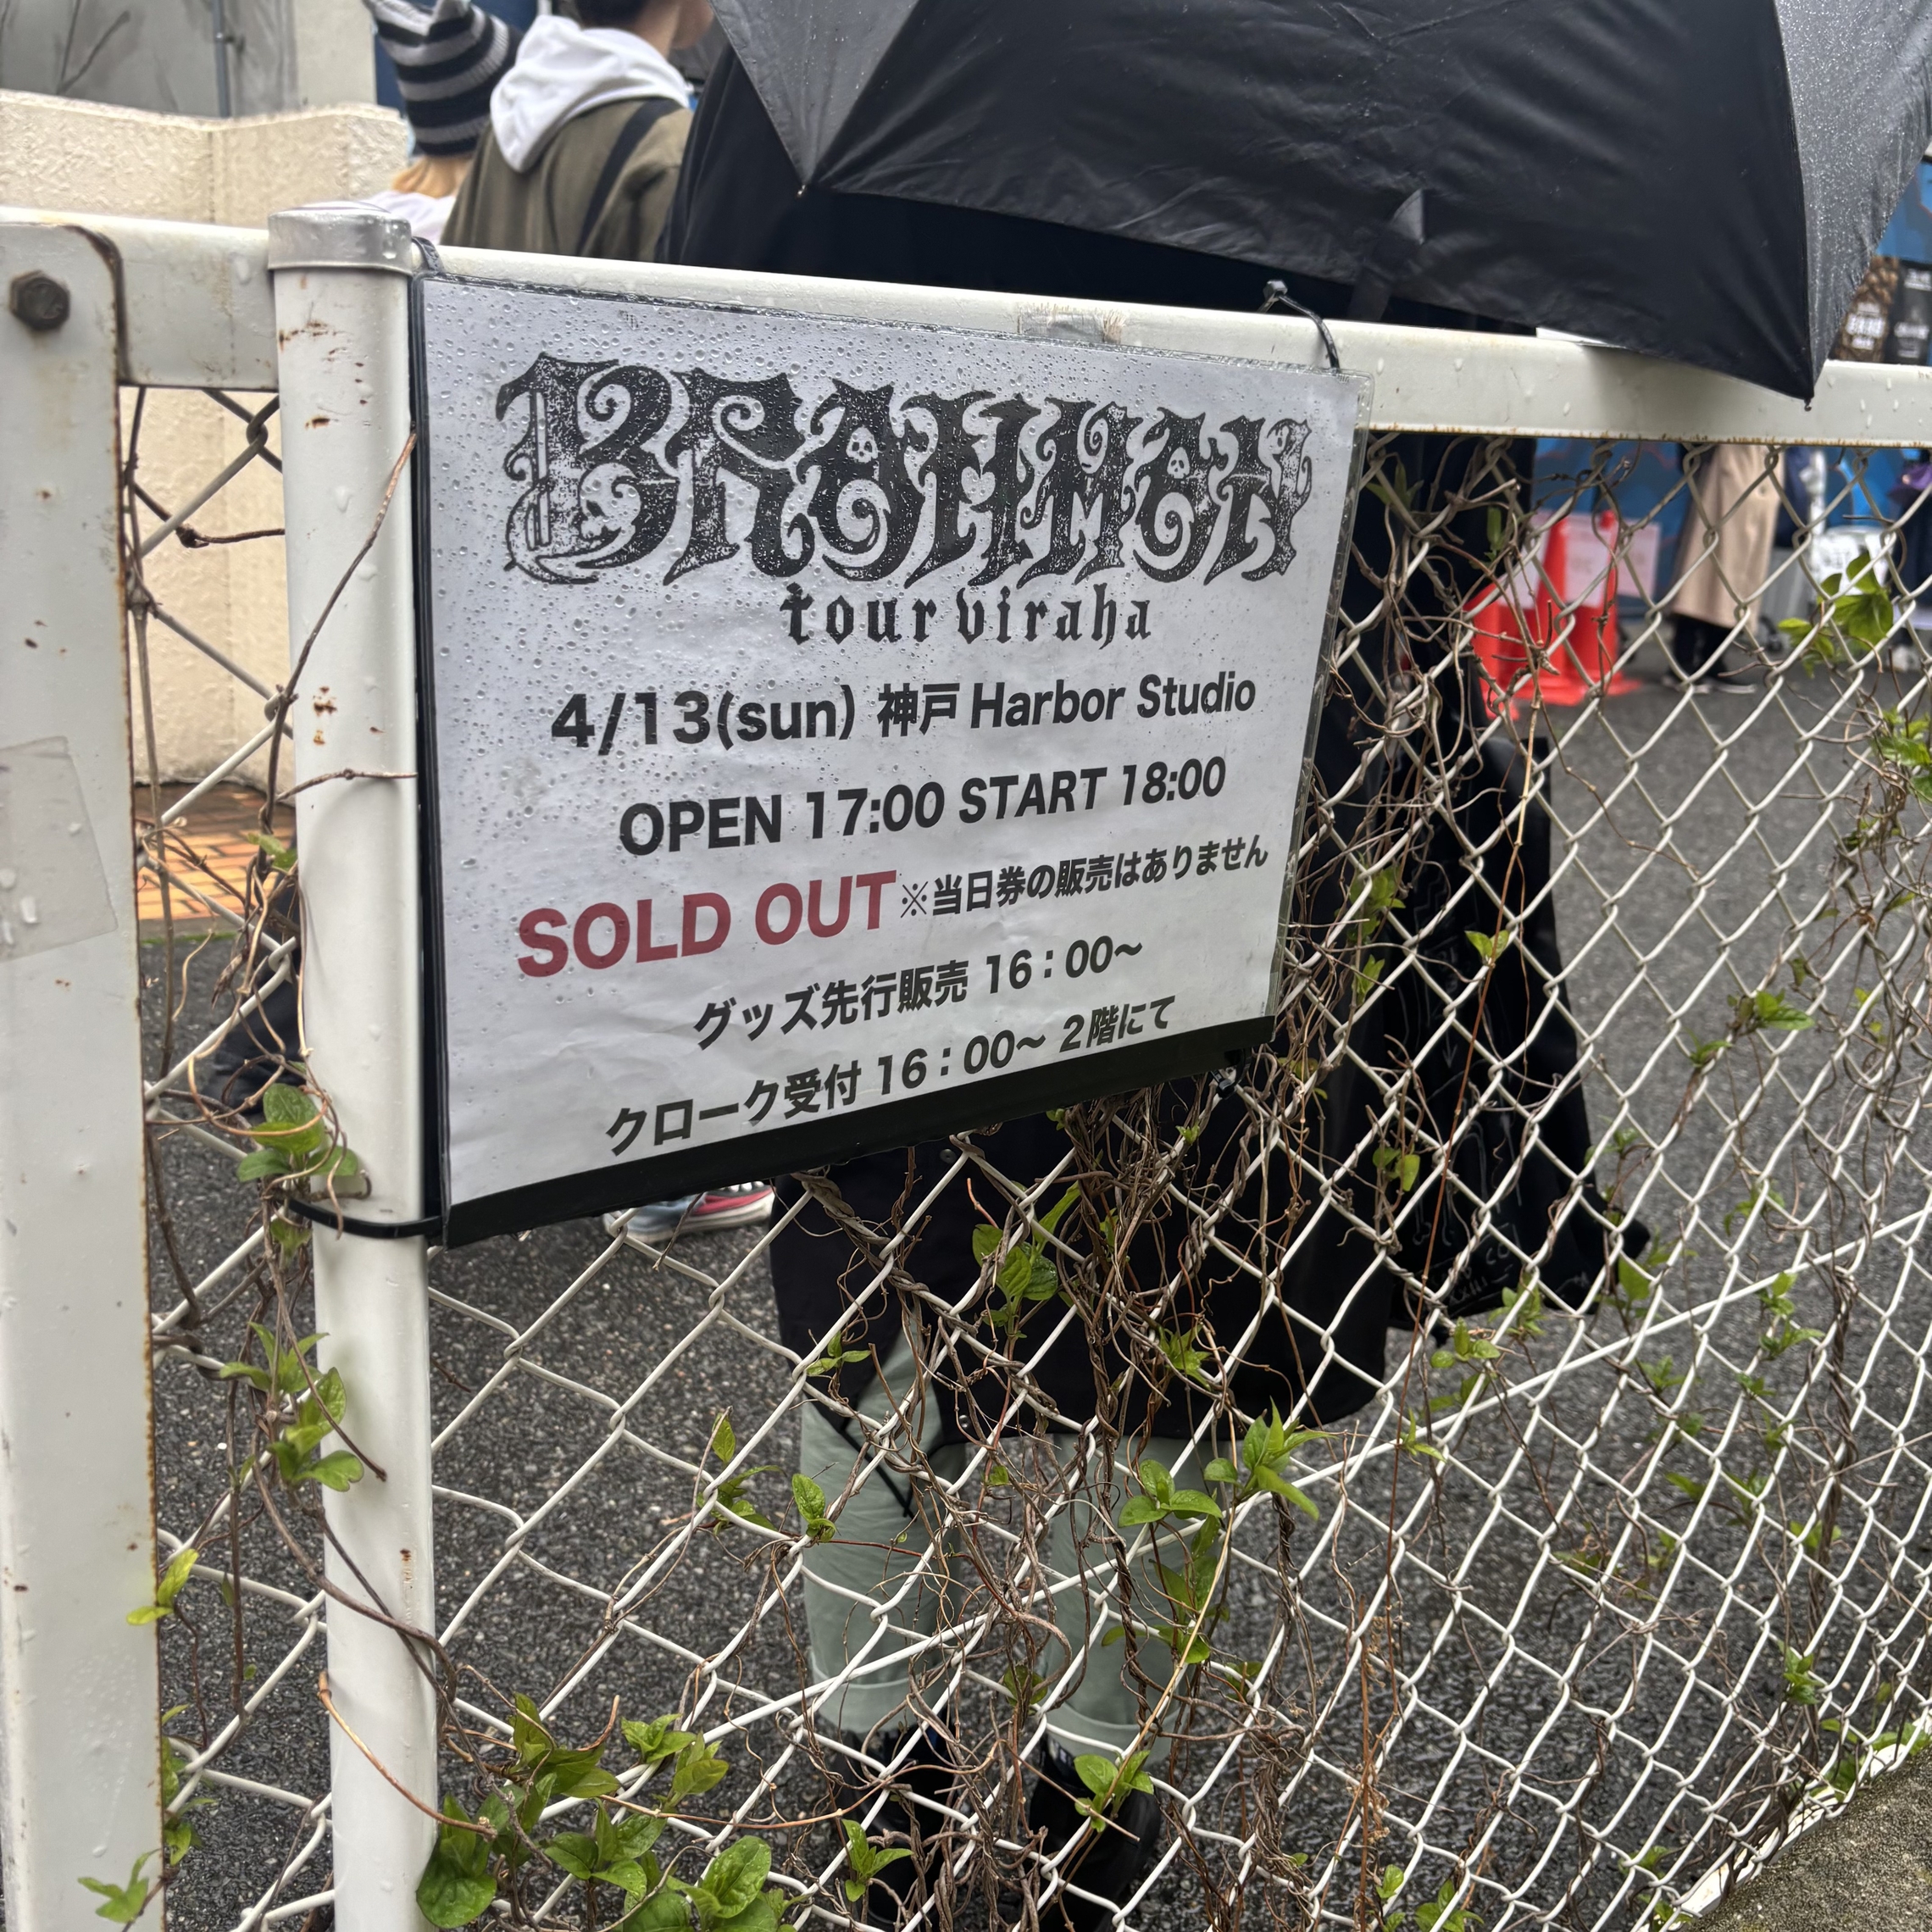 BRAHMAN
tour viraha
4/13(sun) 神戸 Harbor Studio
OPEN 17:00 START 18:00
SOLD OUT ※当日券の販売はありません
グッズ先行販売 16：00〜
クローク受付 16：00〜 2階にて